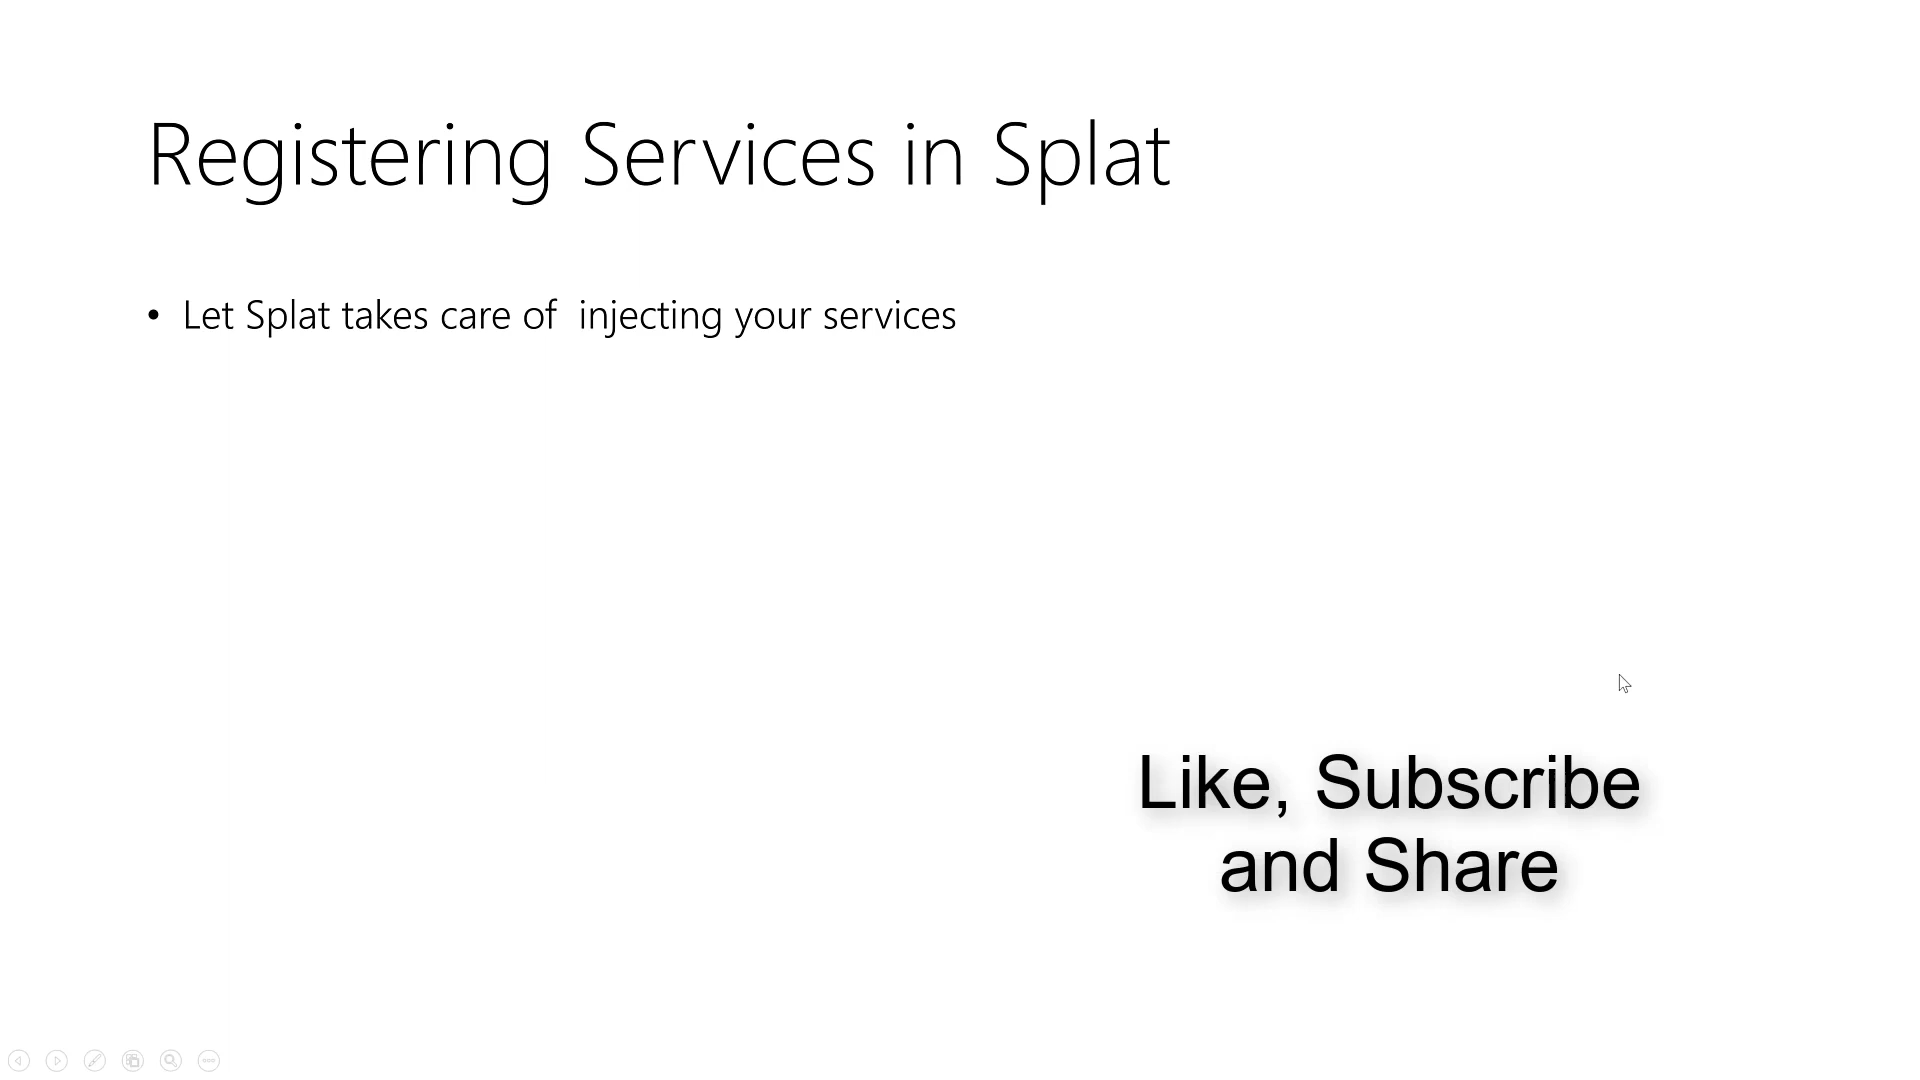 Registering Services in Splat
• Let Splat takes care of  injecting your services
Like, Subscribe
and Share